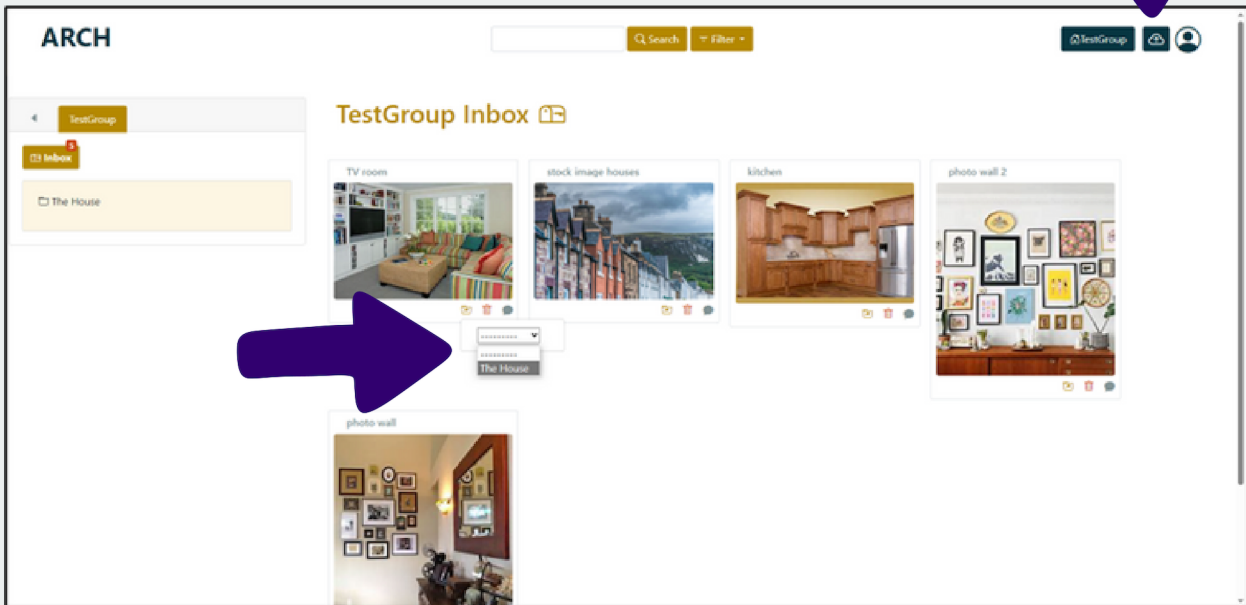 ARCH
Search
Filter
TestGroup
TestGroup
Inbox
5
The House
TestGroup Inbox
TV room
stock image houses
kitchen
photo wall 2
---------
---------
The House
photo wall